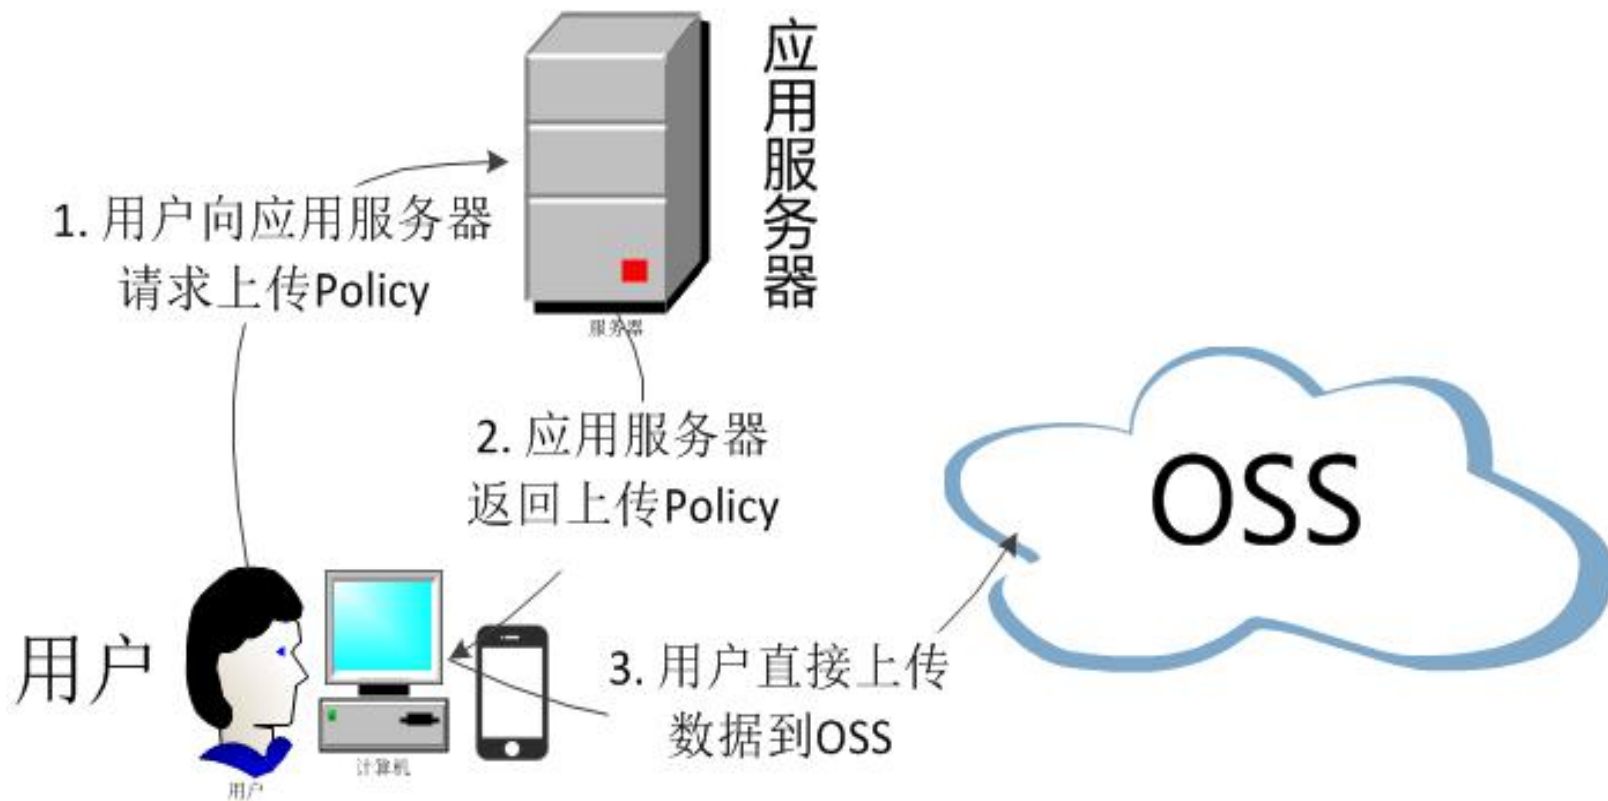 应用服务器
1. 用户向应用服务器
请求上传Policy
服务器
2. 应用服务器
返回上传Policy
OSS
用户
3. 用户直接上传
数据到OSS
计算机
用户